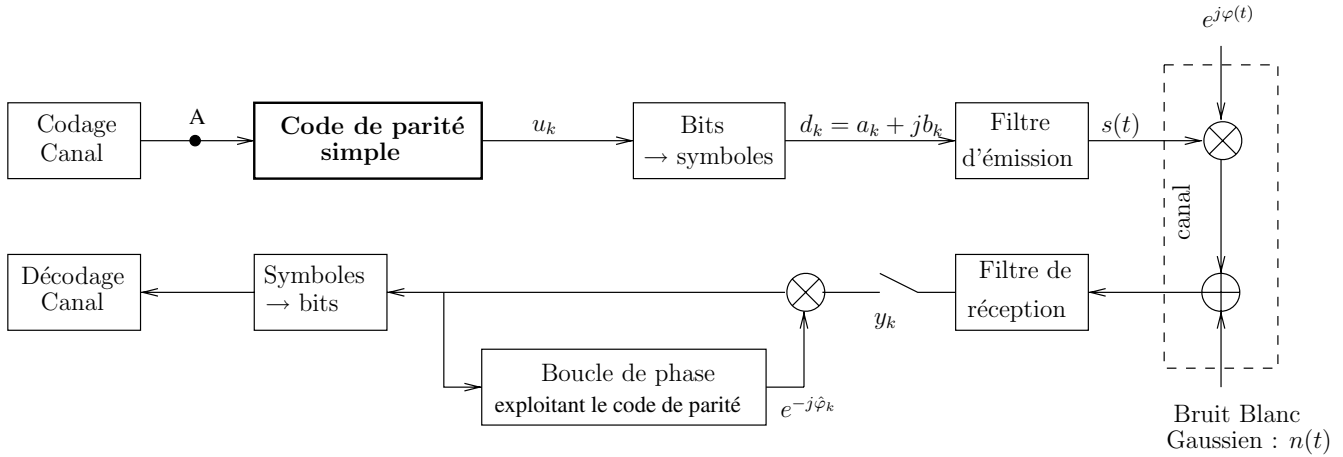 e^{jφ(t)}
Codage
Canal
A
Code de parité
simple
u_k
Bits
→ symboles
d_k = a_k + jb_k
Filtre
d'émission
s(t)
canal
Décodage
Canal
Symboles
→ bits
y_k
Filtre de
réception
Boucle de phase
exploitant le code de parité
e^{-jφ̂_k}
Bruit Blanc
Gaussien : n(t)